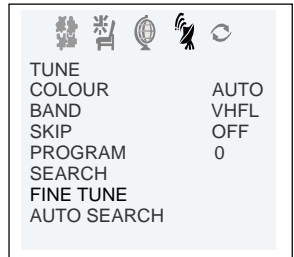 TUNE
COLOUR AUTO
BAND VHFL
SKIP OFF
PROGRAM 0
SEARCH
FINE TUNE
AUTO SEARCH